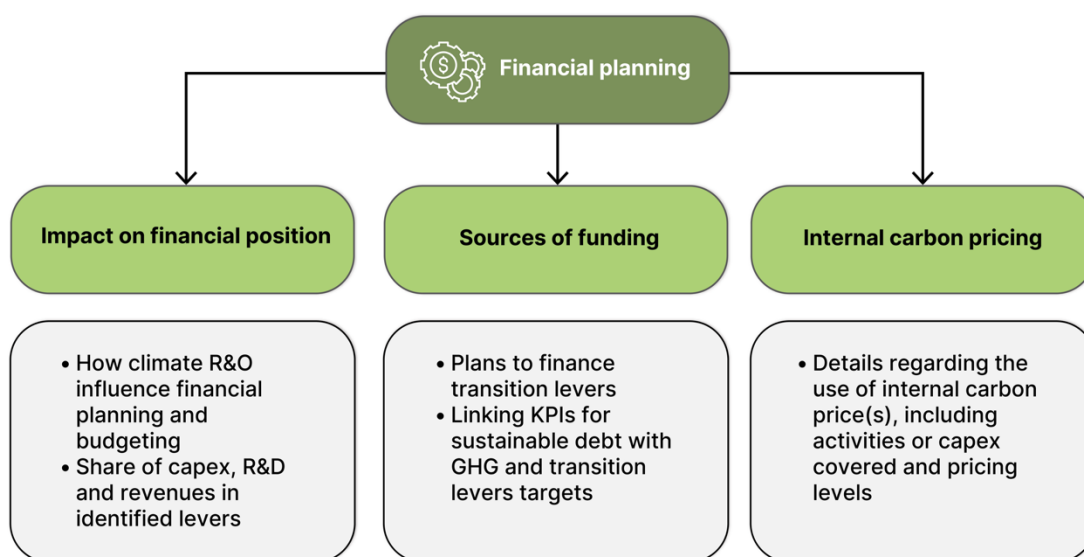 $ Financial planning
Impact on financial position
Sources of funding
Internal carbon pricing
• How climate R&O
influence financial
planning and
budgeting
• Share of capex, R&D
and revenues in
identified levers
• Plans to finance
transition levers
• Linking KPIs for
sustainable debt with
GHG and transition
levers targets
• Details regarding the
use of internal carbon
price(s), including
activities or capex
covered and pricing
levels